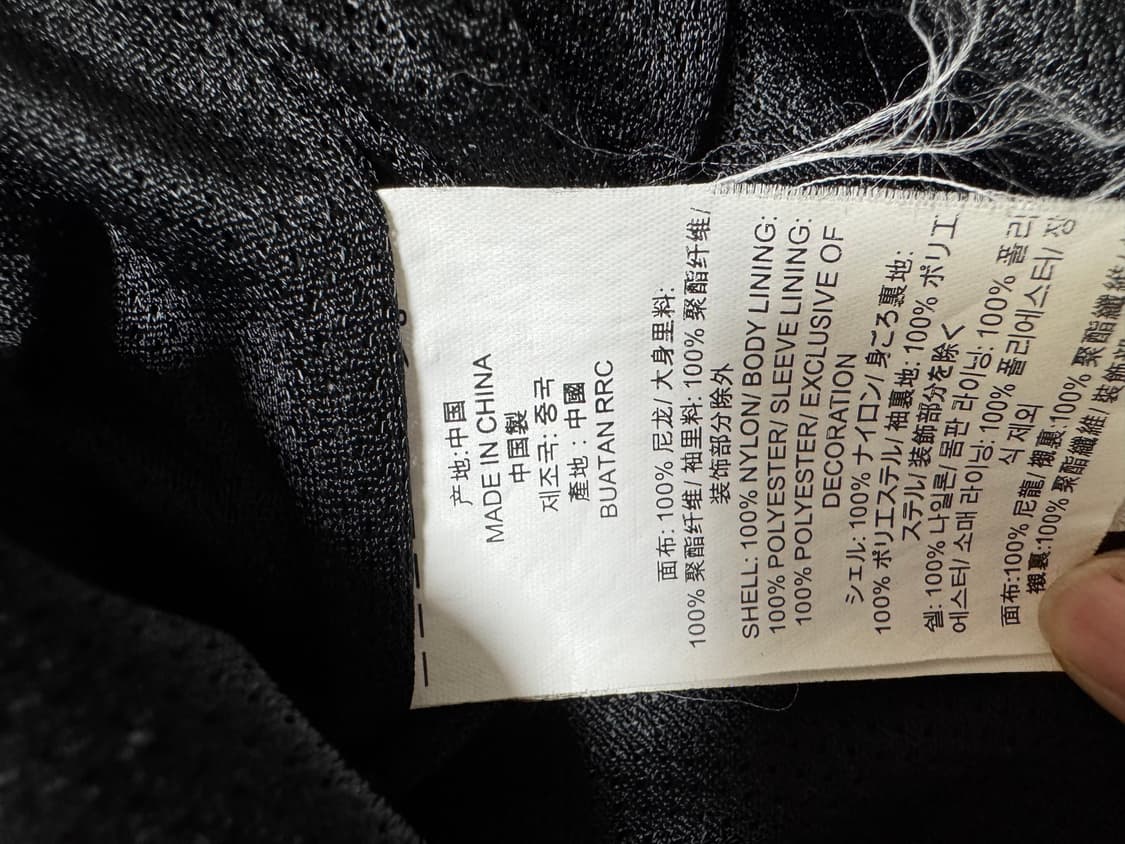 产地:中国
MADE IN CHINA
中国製
제조국: 중국
產地 : 中國
BUATAN RRC
面布: 100% 尼龙/ 大身里料:
100% 聚酯纤维/ 袖里料: 100% 聚酯纤维/
装饰部分除外
SHELL: 100% NYLON/ BODY LINING:
100% POLYESTER/ SLEEVE LINING:
100% POLYESTER/ EXCLUSIVE OF
DECORATION
シェル: 100% ナイロン/ 身ごろ裏地:
100% ポリエステル/ 袖裏地: 100% ポリエ
ステル/ 装飾部分を除く
쉘: 100% 나일론/ 몸판 라이닝: 100% 폴리
에스터/ 소매 라이닝: 100% 폴리에스터/ 장
식 제외
面布:100% 尼龍/ 襯裏:100% 聚酯纖維/
襯裏:100% 聚酯纖維/ 裝飾部